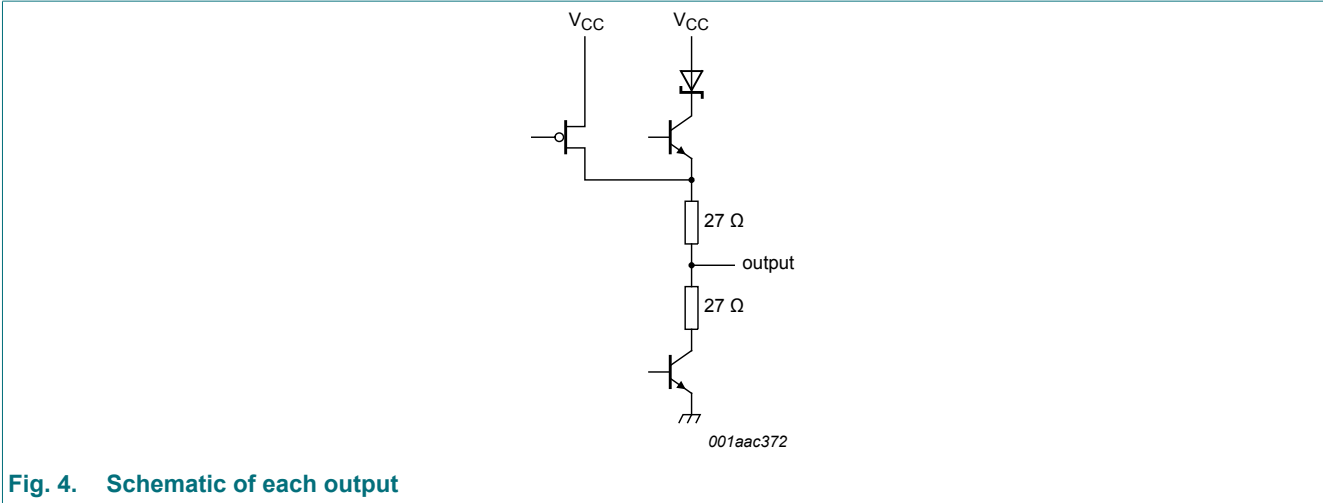 VCC VCC
27 Ω
output
27 Ω
001aac372
Fig. 4. Schematic of each output